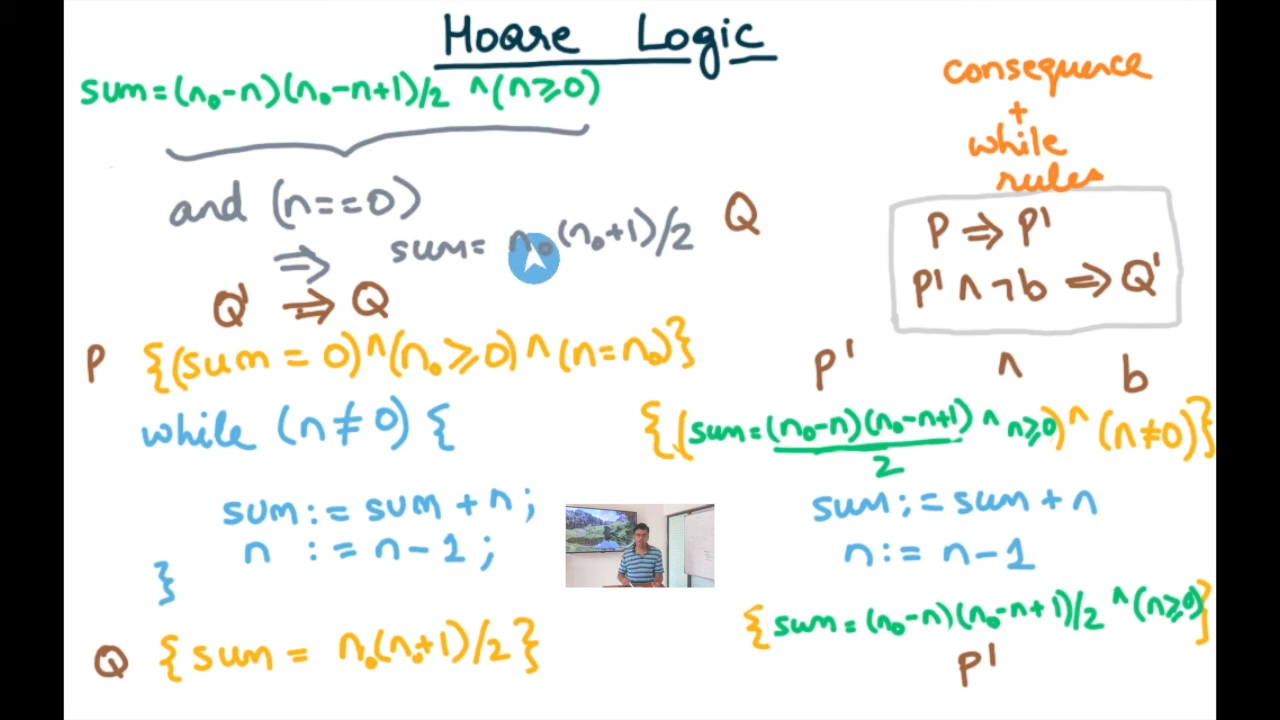 Hoare Logic
sum=(n₀-n)(n₀-n+1)/2 ∧(n≥0)
and (n==0)
⇒ sum= n₀(n₀+1)/2 Q
Q' ⇒ Q
consequence
+
while
rules
P ⇒ P'
P' ∧ ¬b ⇒ Q'
P {(sum = 0)∧(n₀≥0)∧(n=n₀)}
while (n≠0) {
sum:= sum + n;
n := n-1;
}
Q {sum = n₀(n₀+1)/2}
P' ∧ b
{(sum=(n₀-n)(n₀-n+1)/2 ∧ n≥0)∧(n≠0)}
sum:=sum+n
n:= n-1
{sum=(n₀-n)(n₀-n+1)/2 ∧(n≥0)}
P'